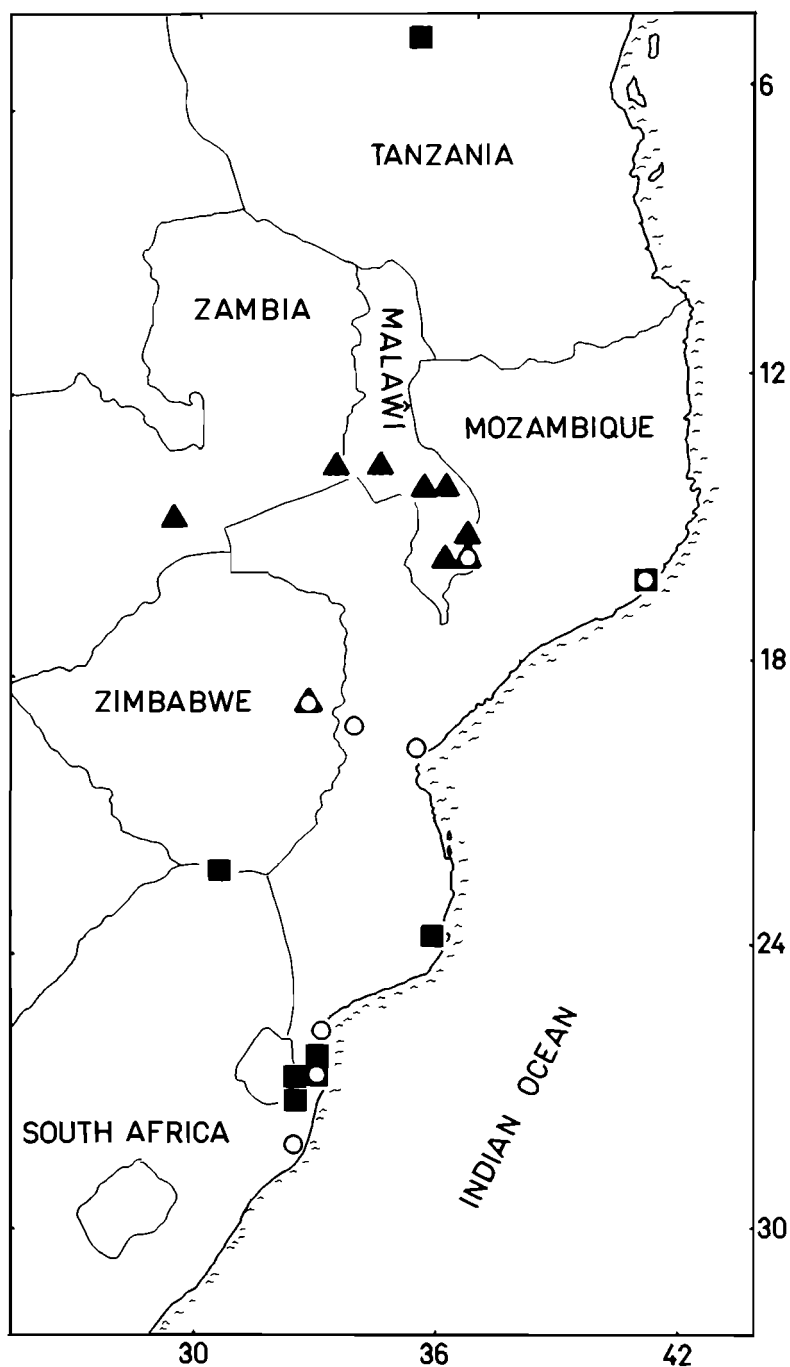 6
TANZANIA
ZAMBIA
MALAWI
12
MOZAMBIQUE
18
ZIMBABWE
24
INDIAN OCEAN
SOUTH AFRICA
30
30
36
42